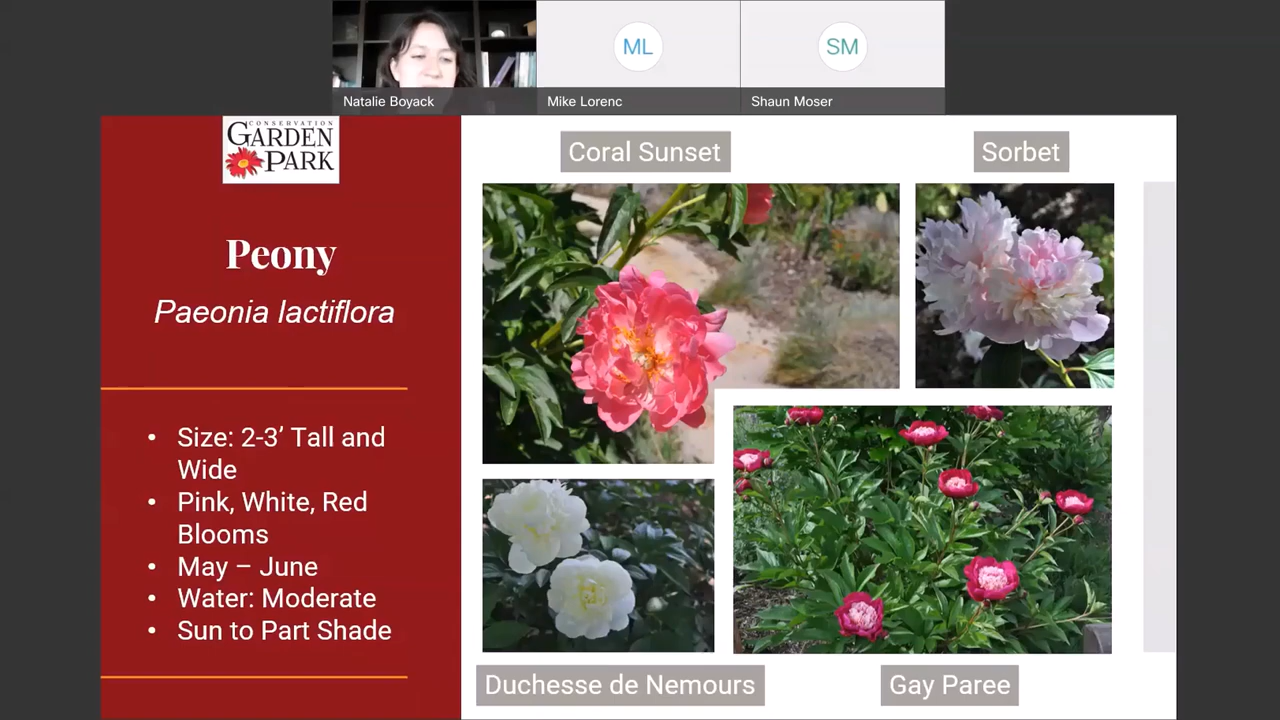 ML
SM
Natalie Boyack
Mike Lorenc
Shaun Moser
CONSERVATION
GARDEN
PARK
Peony
Paeonia lactiflora
• Size: 2-3’ Tall and
Wide
• Pink, White, Red
Blooms
• May – June
• Water: Moderate
• Sun to Part Shade
Coral Sunset
Sorbet
Duchesse de Nemours
Gay Paree